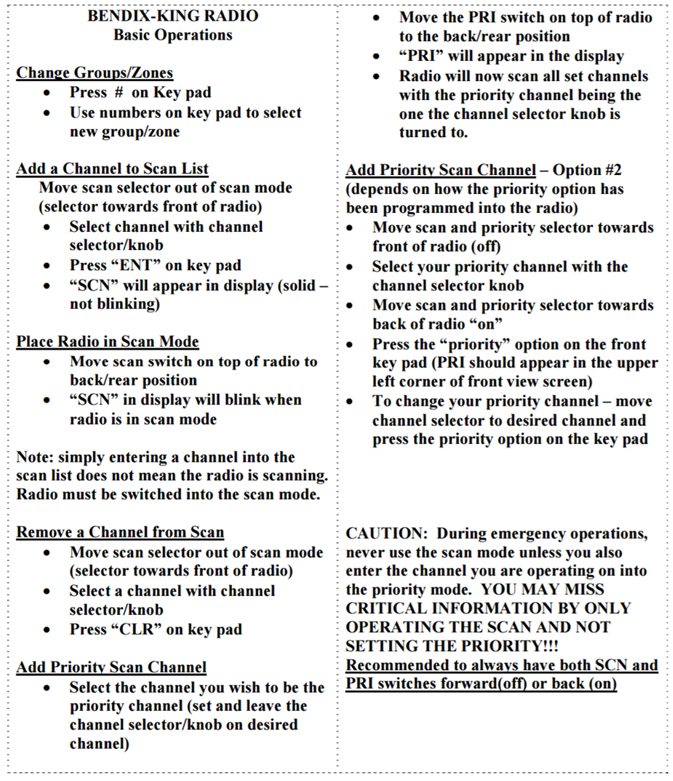 BENDIX-KING RADIO
Basic Operations
Change Groups/Zones
• Press # on Key pad
• Use numbers on key pad to select
new group/zone
Add a Channel to Scan List
Move scan selector out of scan mode
(selector towards front of radio)
• Select channel with channel
selector/knob
• Press “ENT” on key pad
• “SCN” will appear in display (solid –
not blinking)
Place Radio in Scan Mode
• Move scan switch on top of radio to
back/rear position
• “SCN” in display will blink when
radio is in scan mode
Note: simply entering a channel into the
scan list does not mean the radio is scanning.
Radio must be switched into the scan mode.
Remove a Channel from Scan
• Move scan selector out of scan mode
(selector towards front of radio)
• Select a channel with channel
selector/knob
• Press “CLR” on key pad
Add Priority Scan Channel
• Select the channel you wish to be the
priority channel (set and leave the
channel selector/knob on desired
channel)
• Move the PRI switch on top of radio
to the back/rear position
• “PRI” will appear in the display
• Radio will now scan all set channels
with the priority channel being the
one the channel selector knob is
turned to.
Add Priority Scan Channel – Option #2
(depends on how the priority option has
been programmed into the radio)
• Move scan and priority selector towards
front of radio (off)
• Select your priority channel with the
channel selector knob
• Move scan and priority selector towards
back of radio “on”
• Press the “priority” option on the front
key pad (PRI should appear in the upper
left corner of front view screen)
• To change your priority channel – move
channel selector to desired channel and
press the priority option on the key pad
CAUTION: During emergency operations,
never use the scan mode unless you also
enter the channel you are operating on into
the priority mode. YOU MAY MISS
CRITICAL INFORMATION BY ONLY
OPERATING THE SCAN AND NOT
SETTING THE PRIORITY!!!
Recommended to always have both SCN and
PRI switches forward(off) or back (on)